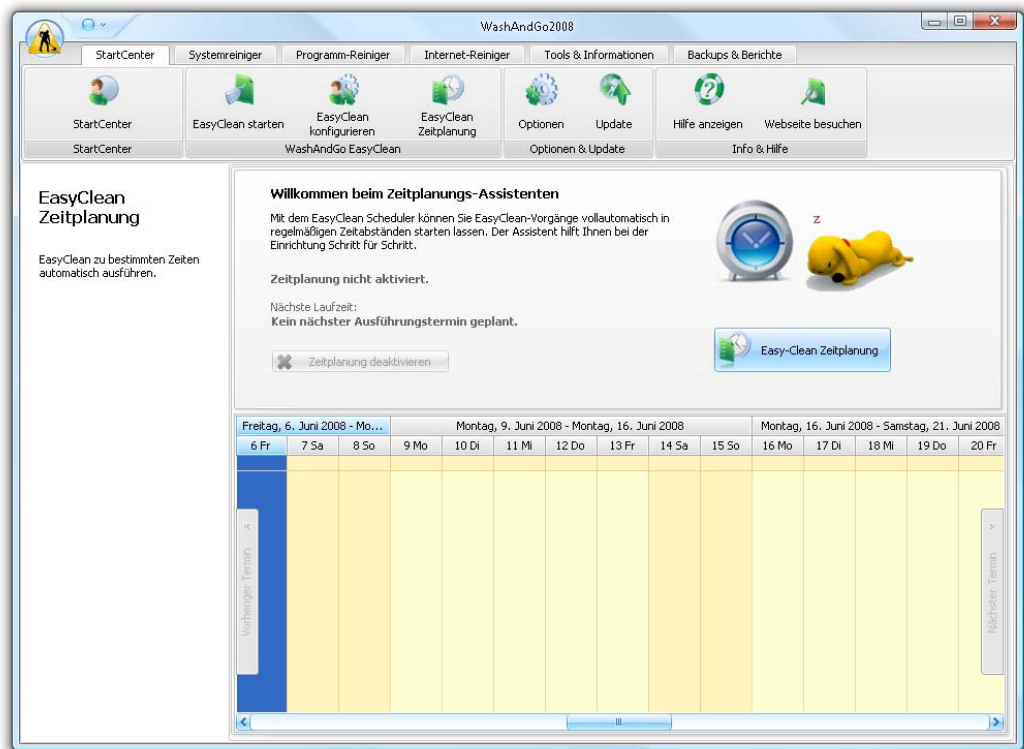 WashAndGo2008
StartCenter
Systemreiniger
Programm-Reiniger
Internet-Reiniger
Tools & Informationen
Backups & Berichte
StartCenter
EasyClean starten
EasyClean
konfigurieren
EasyClean
Zeitplanung
Optionen
Update
Hilfe anzeigen
Webseite besuchen
StartCenter
WashAndGo EasyClean
Optionen & Update
Info & Hilfe
EasyClean
Zeitplanung
EasyClean zu bestimmten Zeiten
automatisch ausführen.
Willkommen beim Zeitplanungs-Assistenten
Mit dem EasyClean Scheduler können Sie EasyClean-Vorgänge vollautomatisch in
regelmäßigen Zeitabständen starten lassen. Der Assistent hilft Ihnen bei der
Einrichtung Schritt für Schritt.
Zeitplanung nicht aktiviert.
Nächste Laufzeit:
Kein nächster Ausführungstermin geplant.
Zeitplanung deaktivieren
z
Easy-Clean Zeitplanung
Freitag, 6. Juni 2008 - Mo...
Montag, 9. Juni 2008 - Montag, 16. Juni 2008
Montag, 16. Juni 2008 - Samstag, 21. Juni 2008
6 Fr
7 Sa
8 So
9 Mo
10 Di
11 Mi
12 Do
13 Fr
14 Sa
15 So
16 Mo
17 Di
18 Mi
19 Do
20 Fr
Vorheriger Termin
Nächster Termin